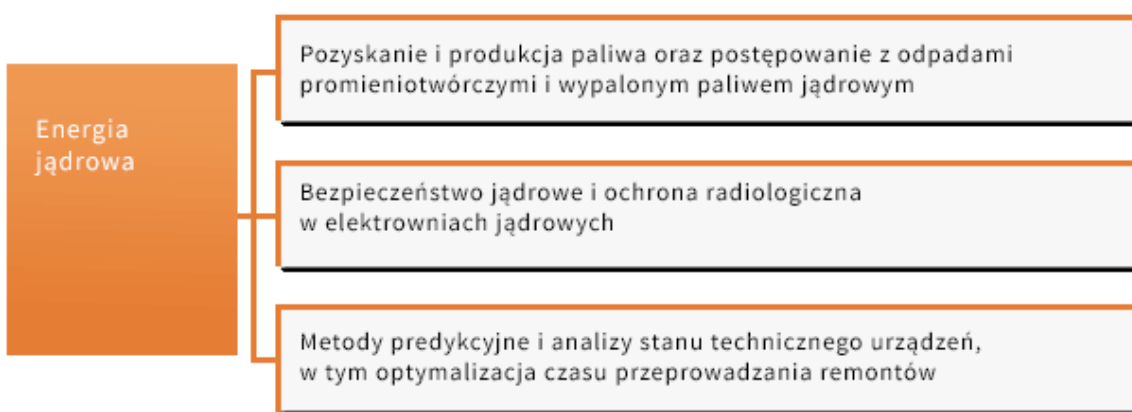 Energia
jądrowa
Pozyskanie i produkcja paliwa oraz postępowanie z odpadami
promieniotwórczymi i wypalonym paliwem jądrowym
Bezpieczeństwo jądrowe i ochrona radiologiczna
w elektrowniach jądrowych
Metody predykcyjne i analizy stanu technicznego urządzeń,
w tym optymalizacja czasu przeprowadzania remontów